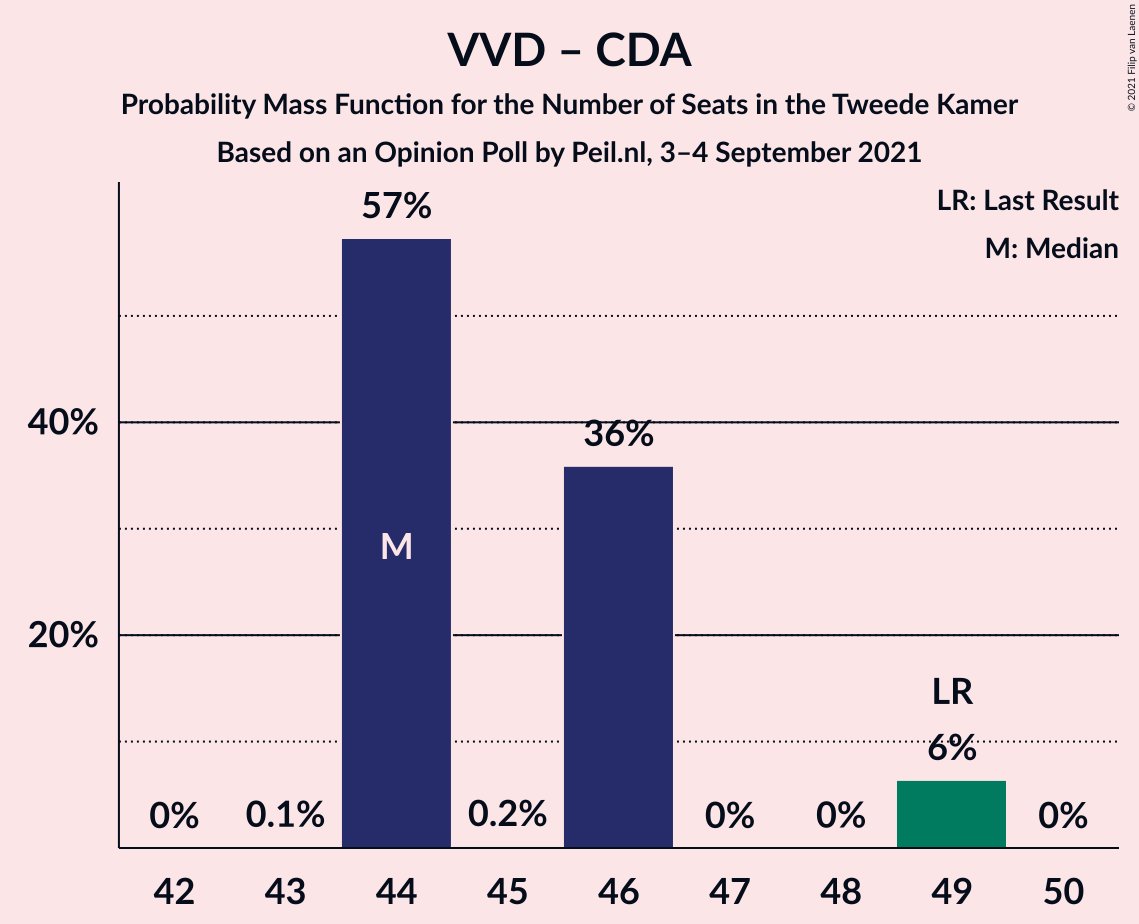 VVD – CDA
Probability Mass Function for the Number of Seats in the Tweede Kamer
Based on an Opinion Poll by Peil.nl, 3–4 September 2021
© 2021 Filip van Laenen
LR: Last Result
M: Median
57%
40%
36%
M
20%
LR
6%
0%
0.1%
0.2%
0%
0%
0%
42 43 44 45 46 47 48 49 50